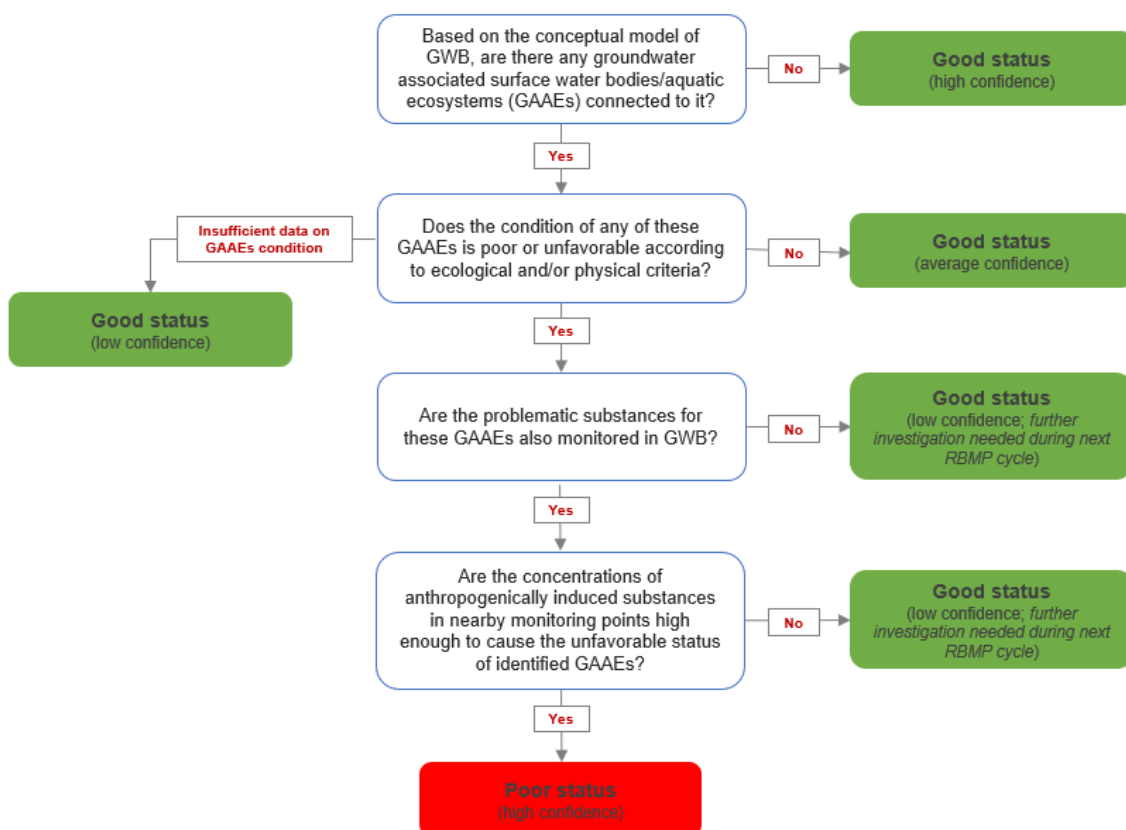 Based on the conceptual model of
GWB, are there any groundwater
associated surface water bodies/aquatic
ecosystems (GAAEs) connected to it?
No
Good status
(high confidence)
Yes
Insufficient data on
GAAEs condition
Does the condition of any of these
GAAEs is poor or unfavorable according
to ecological and/or physical criteria?
No
Good status
(average confidence)
Good status
(low confidence)
Yes
Are the problematic substances for
these GAAEs also monitored in GWB?
No
Good status
(low confidence; further
investigation needed during next
RBMP cycle)
Yes
Are the concentrations of
anthropogenically induced substances
in nearby monitoring points high
enough to cause the unfavorable status
of identified GAAEs?
No
Good status
(low confidence; further
investigation needed during next
RBMP cycle)
Yes
Poor status
(high confidence)